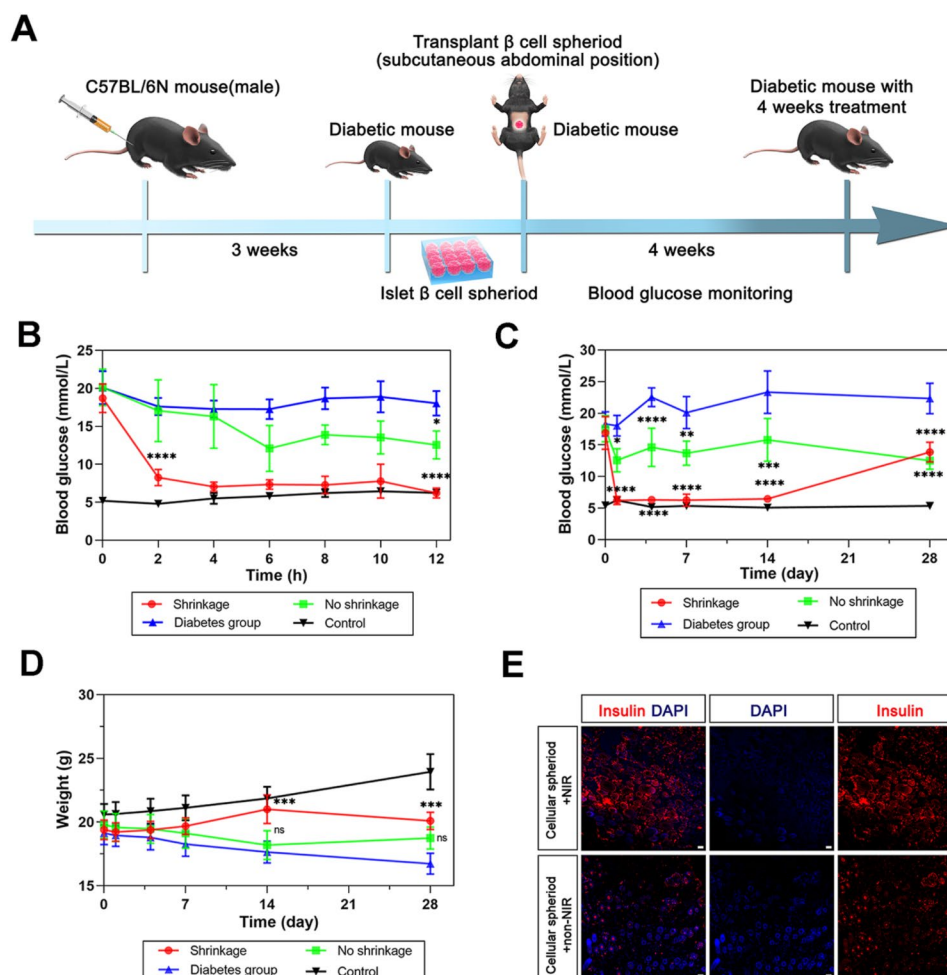 A
C57BL/6N mouse(male)
Diabetic mouse
Transplant β cell spheriod
(subcutaneous abdominal position)
Diabetic mouse
Diabetic mouse with
4 weeks treatment
3 weeks
4 weeks
Islet β cell spheriod
Blood glucose monitoring
B
Blood glucose (mmol/L)
25
20
15
10
5
0
****
*
****
0 2 4 6 8 10 12
Time (h)
Shrinkage
No shrinkage
Diabetes group
Control
C
Blood glucose (mmol/L)
30
25
20
15
10
5
0
*
****
****
****
**
****
***
****
****
0 7 14 21 28
Time (day)
Shrinkage
No shrinkage
Diabetes group
Control
D
Weight (g)
30
25
20
15
***
ns
***
ns
0 7 14 21 28
Time (day)
Shrinkage
No shrinkage
Diabetes group
Control
E
Insulin DAPI
DAPI
Insulin
Cellular spheriod
+NIR
Cellular spheriod
+non-NIR